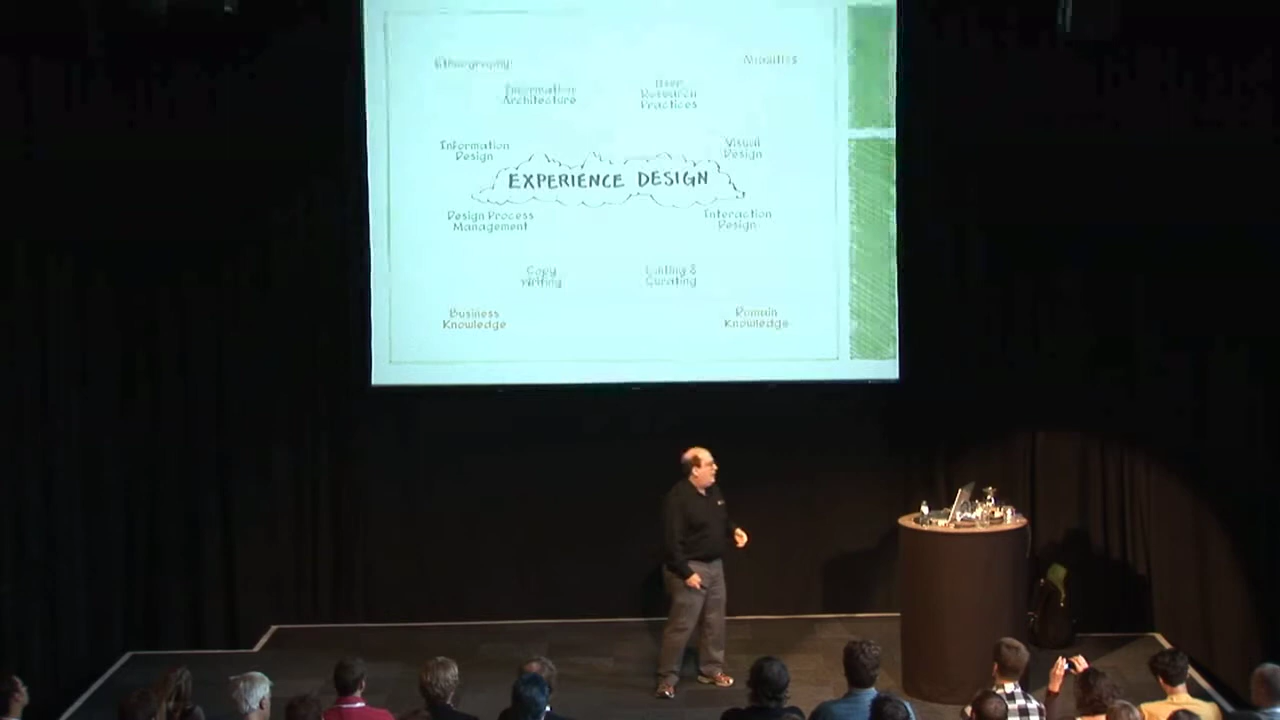 Ethnography
Analytics
Information
Architecture
User
Research
Practices
Information
Design
Visual
Design
EXPERIENCE DESIGN
Design Process
Management
Interaction
Design
Copy
Writing
Editing &
Curating
Business
Knowledge
Domain
Knowledge